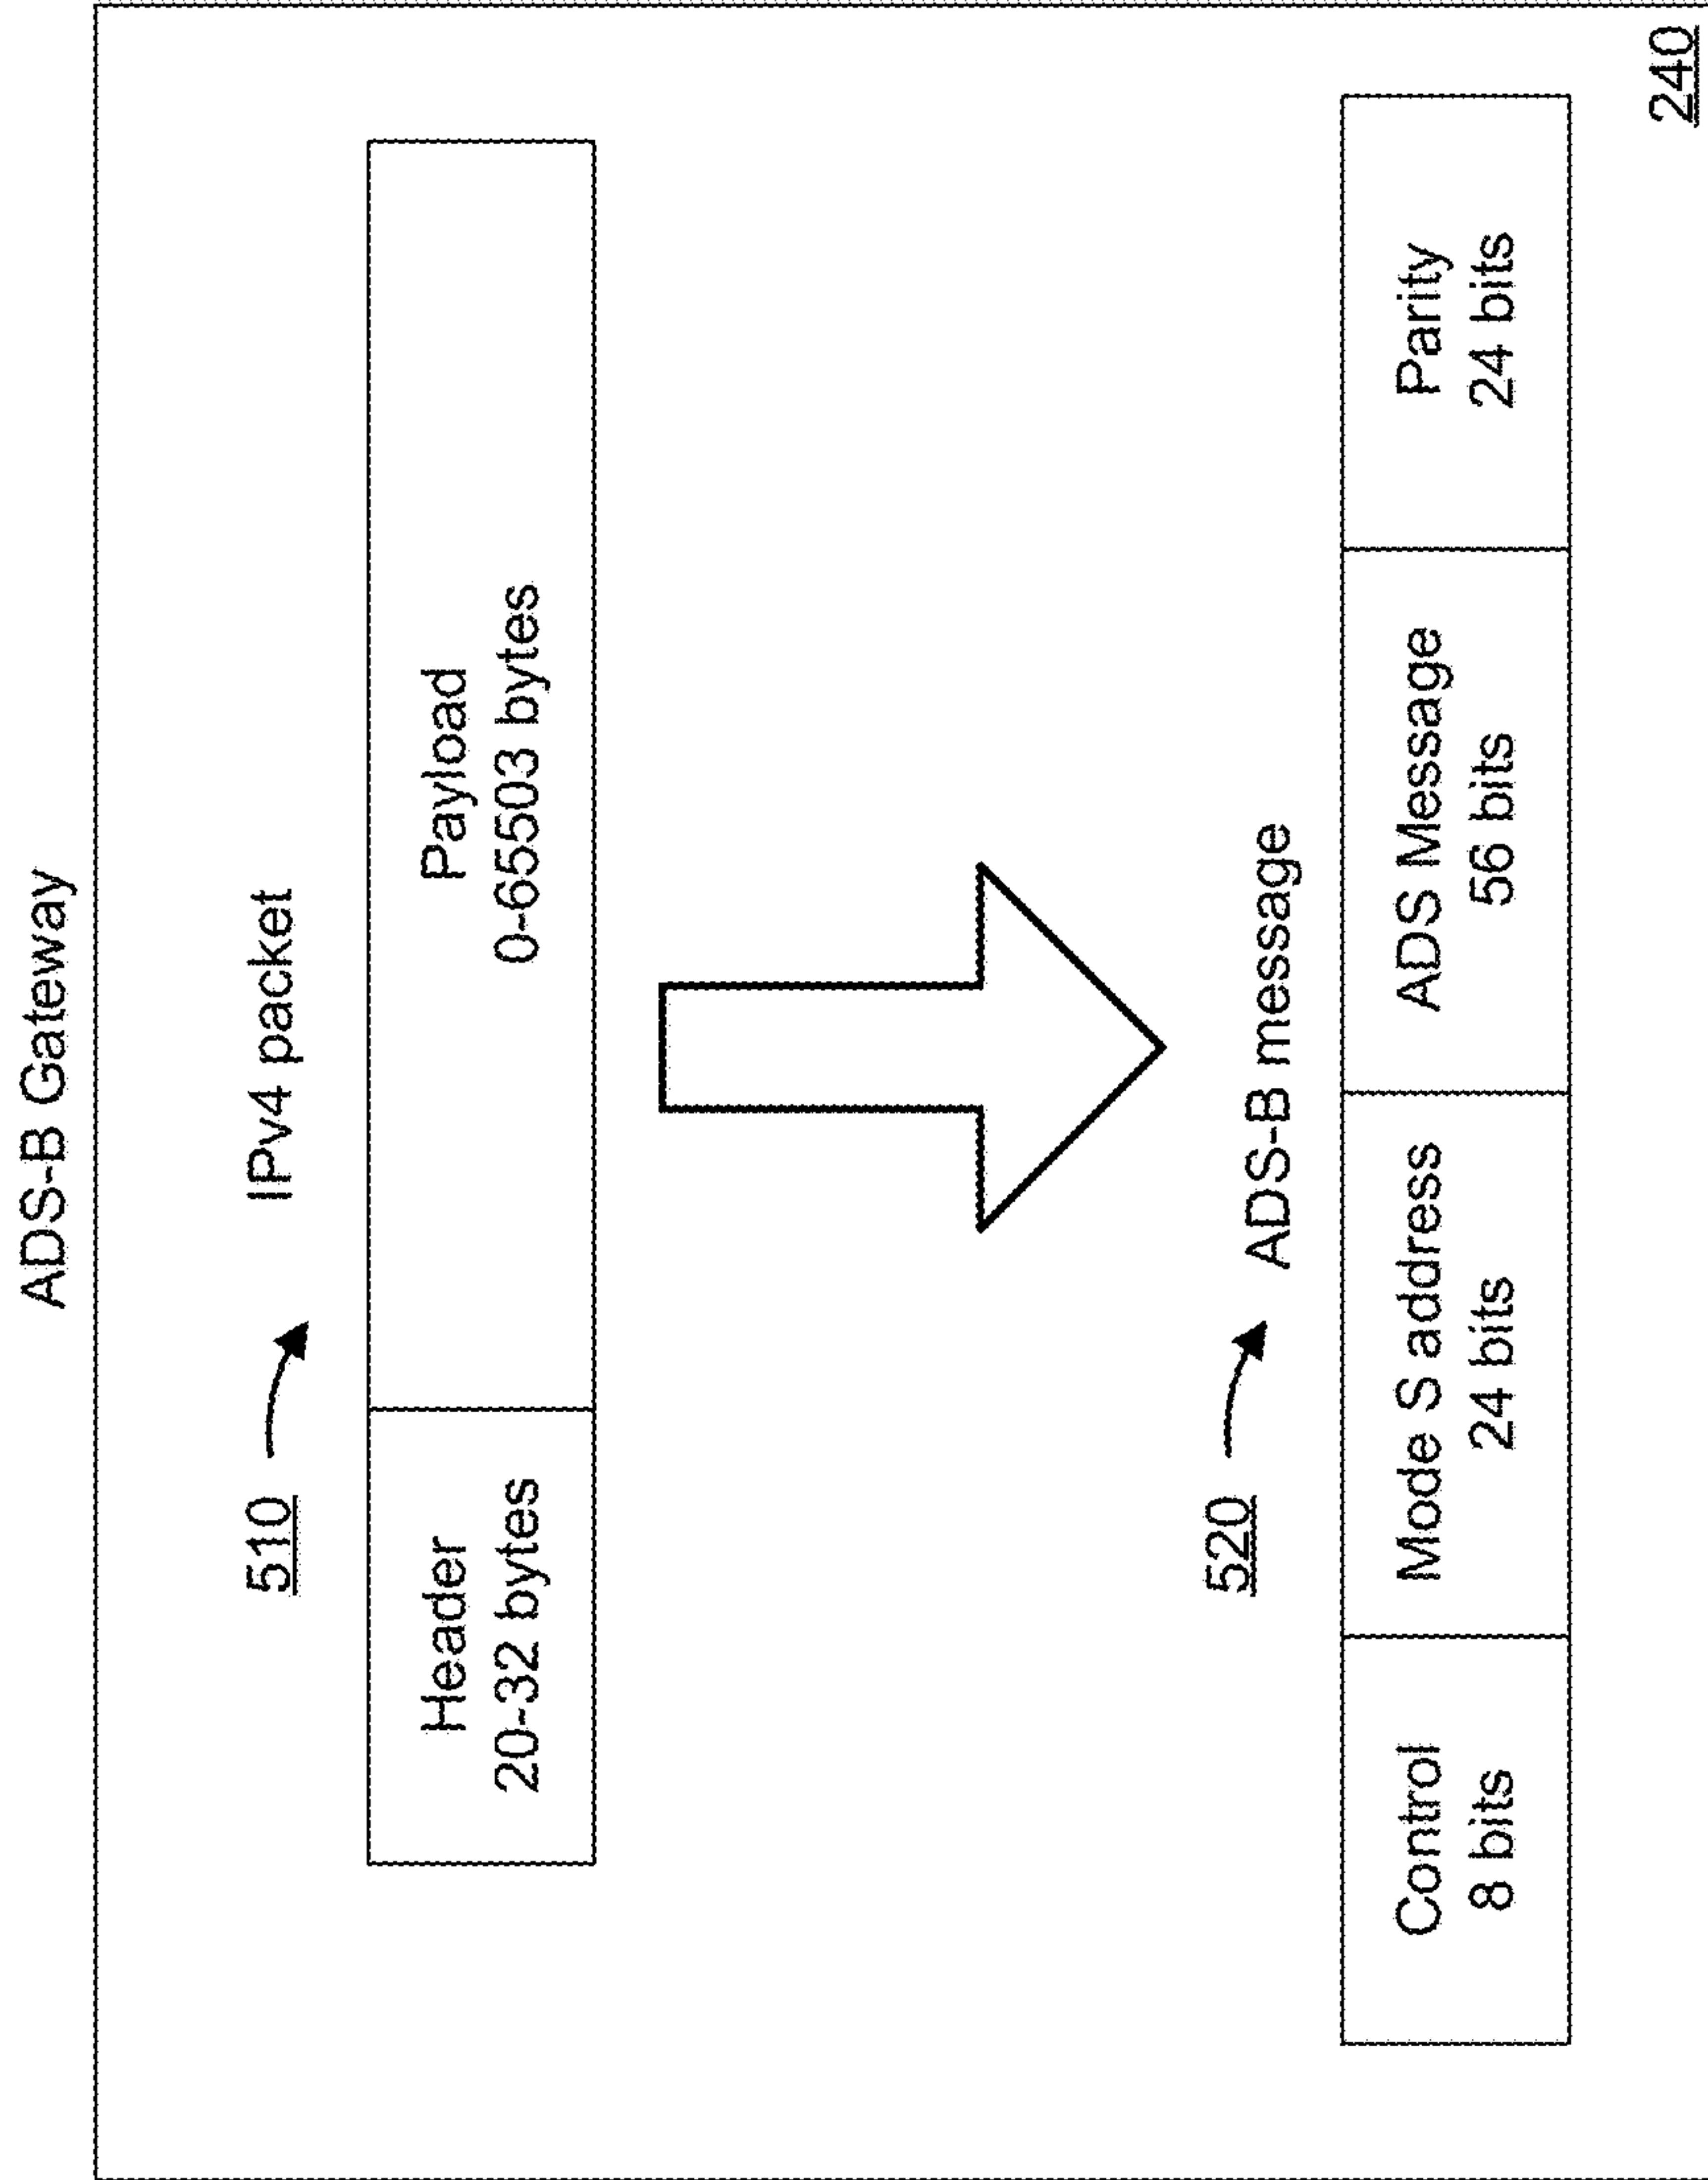 ADS-B Gateway
510
IPv4 packet
Header
20-32 bytes
Payload
0-65503 bytes
520
ADS-B message
Control
8 bits
Mode S address
24 bits
ADS Message
56 bits
Parity
24 bits
240